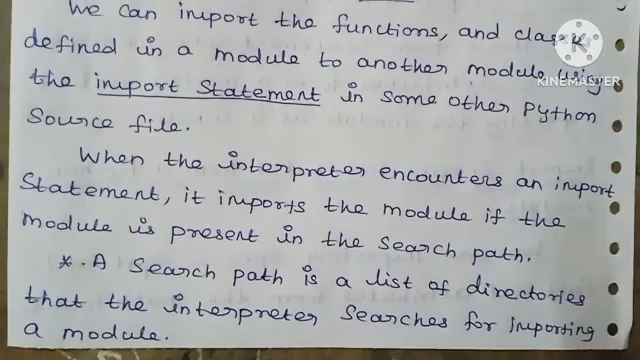 We can import the functions, and classes
defined in a module to another module using
the import statement in some other Python
Source file.
When the interpreter encounters an import
Statement, it imports the module if the
module is present in the search path.
*. A Search path is a list of directories
that the interpreter Searches for importing
a module.
K
KINEMASTER